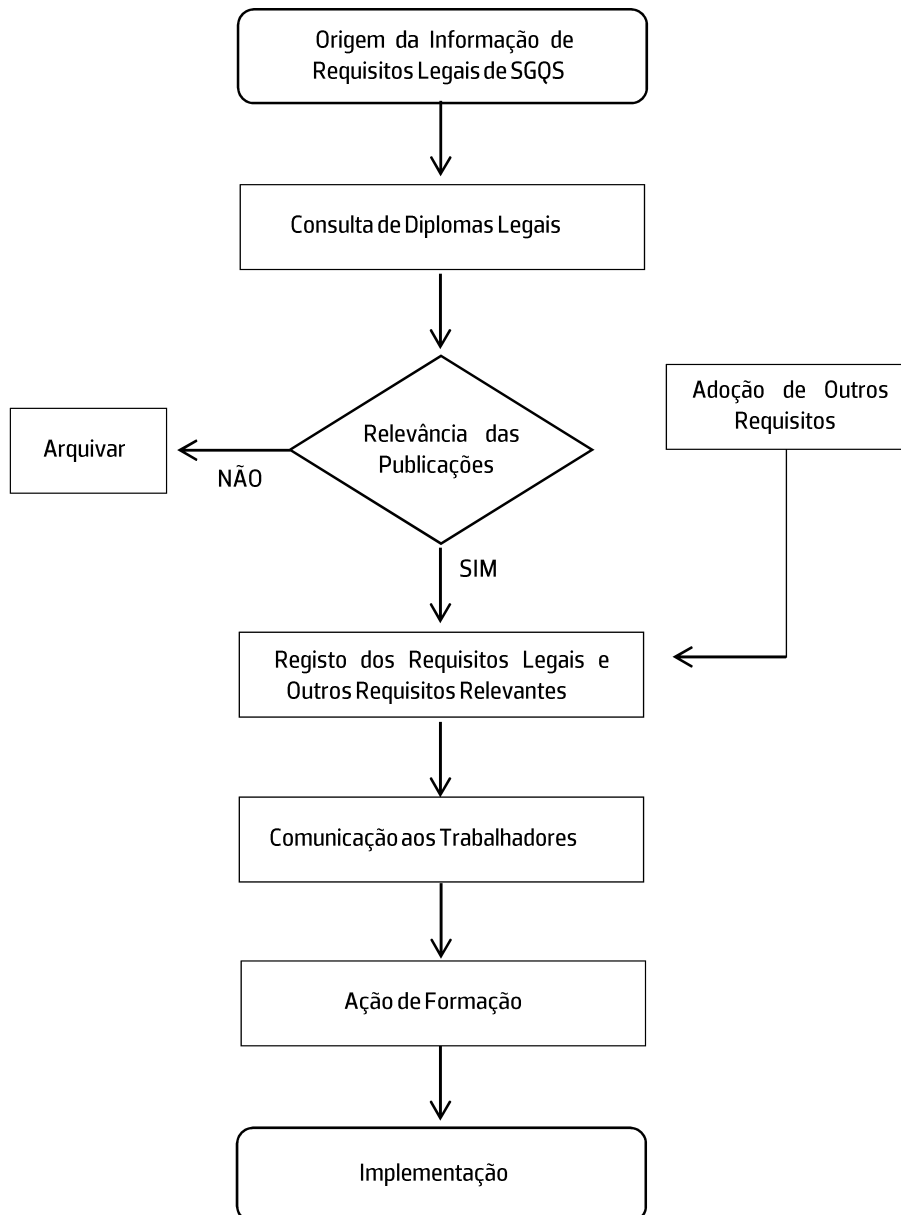 Origem da Informação de
Requisitos Legais de SGQS
Consulta de Diplomas Legais
Adoção de Outros
Requisitos
Relevância das
Publicações
Arquivar
NÃO
SIM
Registo dos Requisitos Legais e
Outros Requisitos Relevantes
Comunicação aos Trabalhadores
Ação de Formação
Implementação